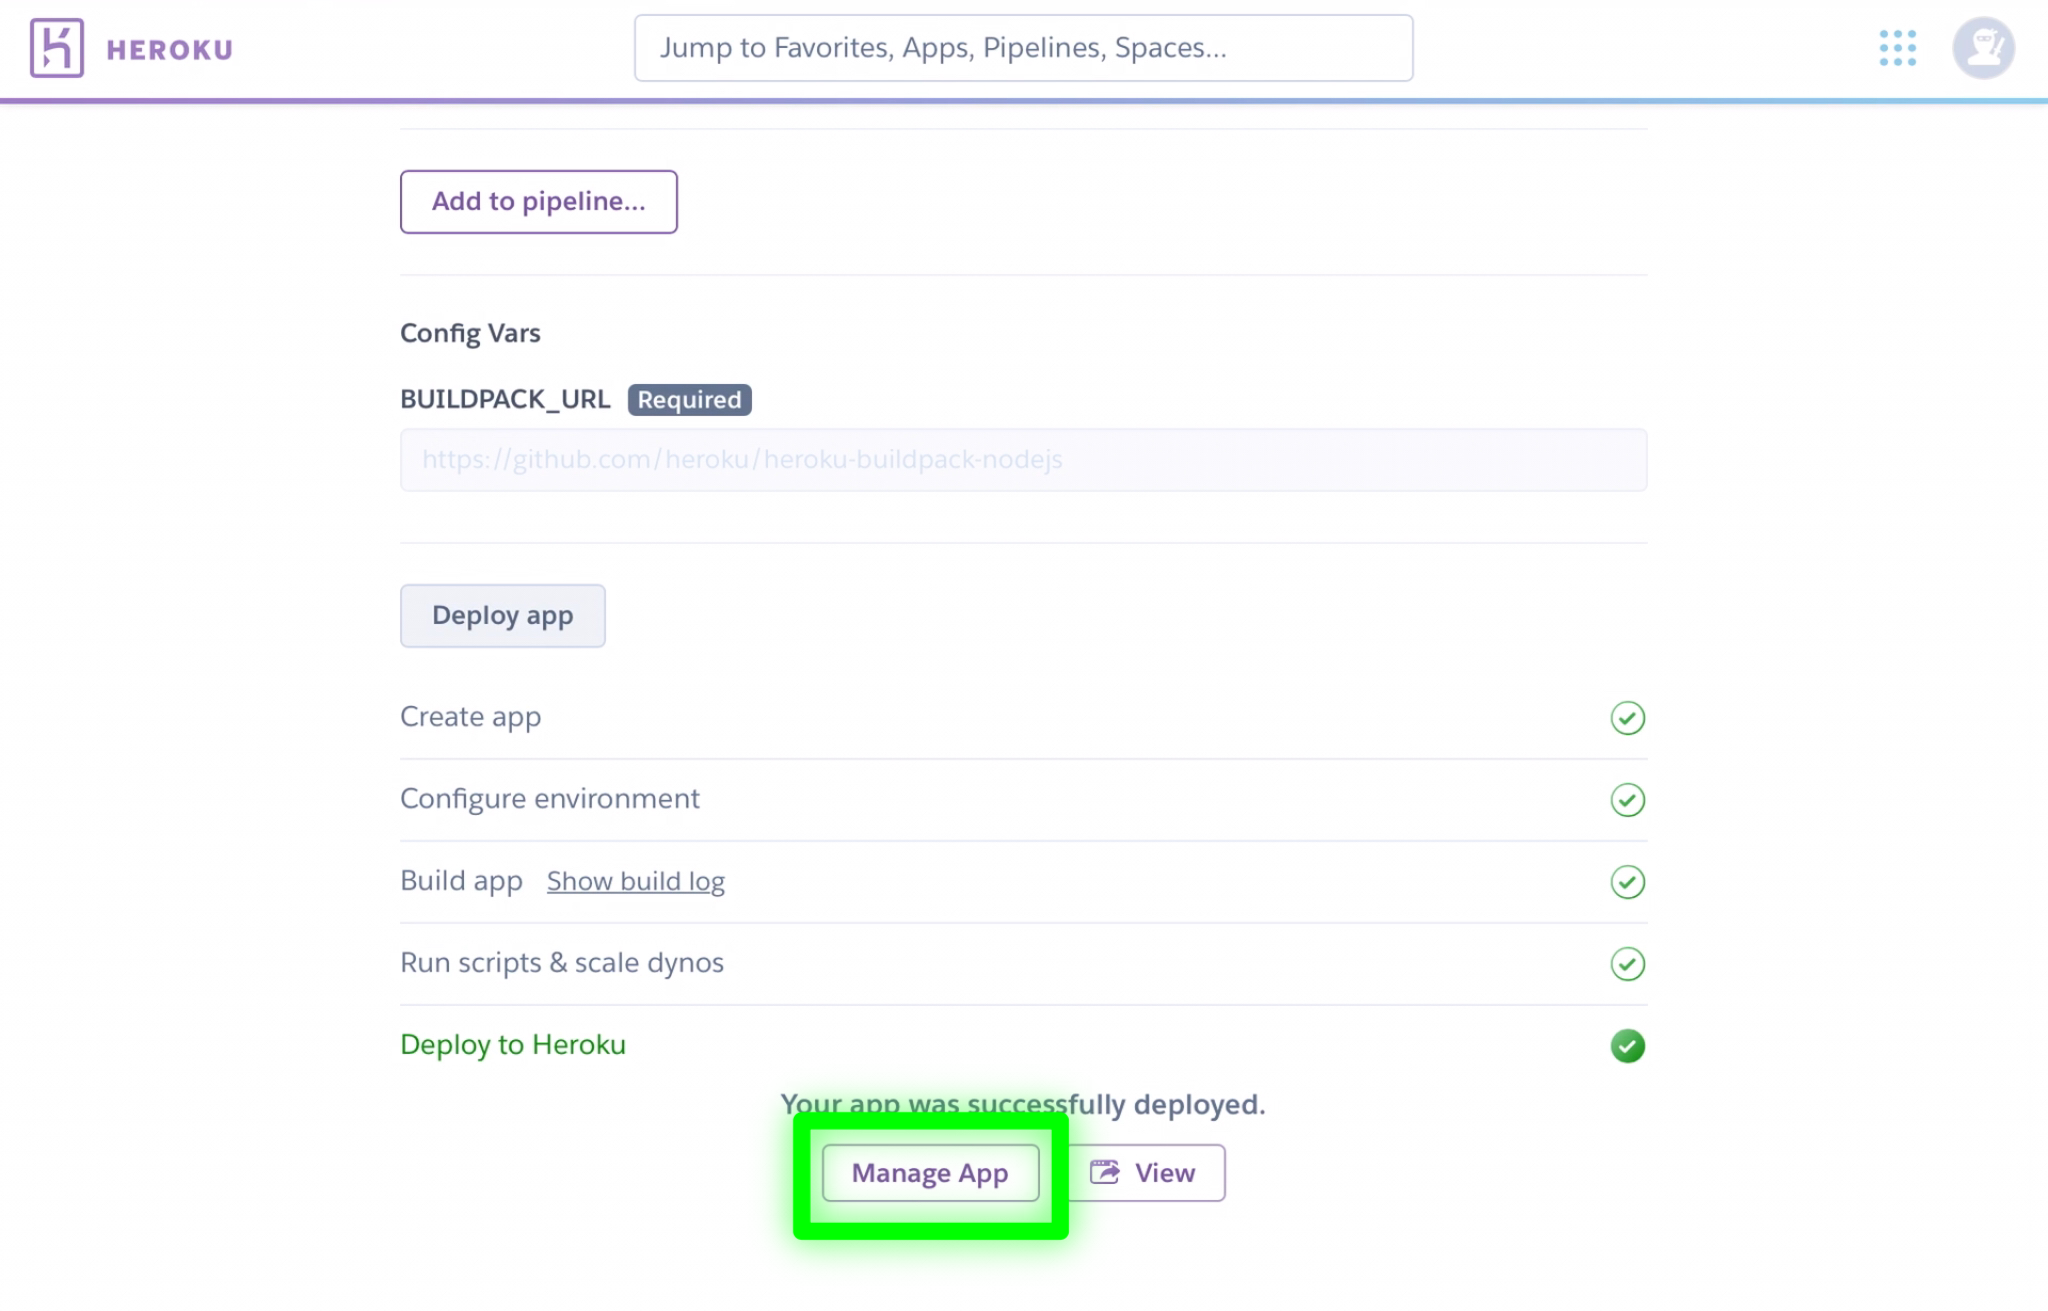 HEROKU
Jump to Favorites, Apps, Pipelines, Spaces...
Add to pipeline...
Config Vars
BUILDPACK_URL Required
https://github.com/heroku/heroku-buildpack-nodejs
Deploy app
Create app
Configure environment
Build app Show build log
Run scripts & scale dynos
Deploy to Heroku
Your app was successfully deployed.
Manage App View